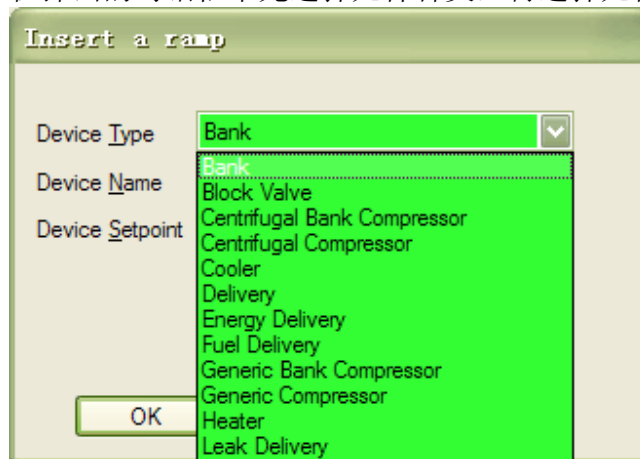 Insert a ramp
Device Type
Bank
Bank
Device Name
Block Valve
Centrifugal Bank Compressor
Device Setpoint
Centrifugal Compressor
Cooler
Delivery
Energy Delivery
Fuel Delivery
Generic Bank Compressor
Generic Compressor
OK
Heater
Leak Delivery